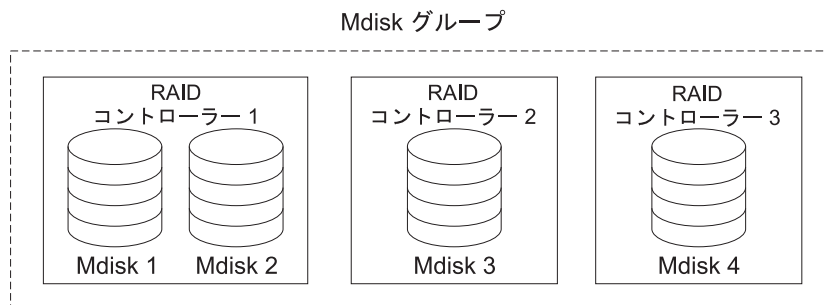 Mdisk グループ
RAID
コントローラー 1
Mdisk 1
Mdisk 2
RAID
コントローラー 2
Mdisk 3
RAID
コントローラー 3
Mdisk 4